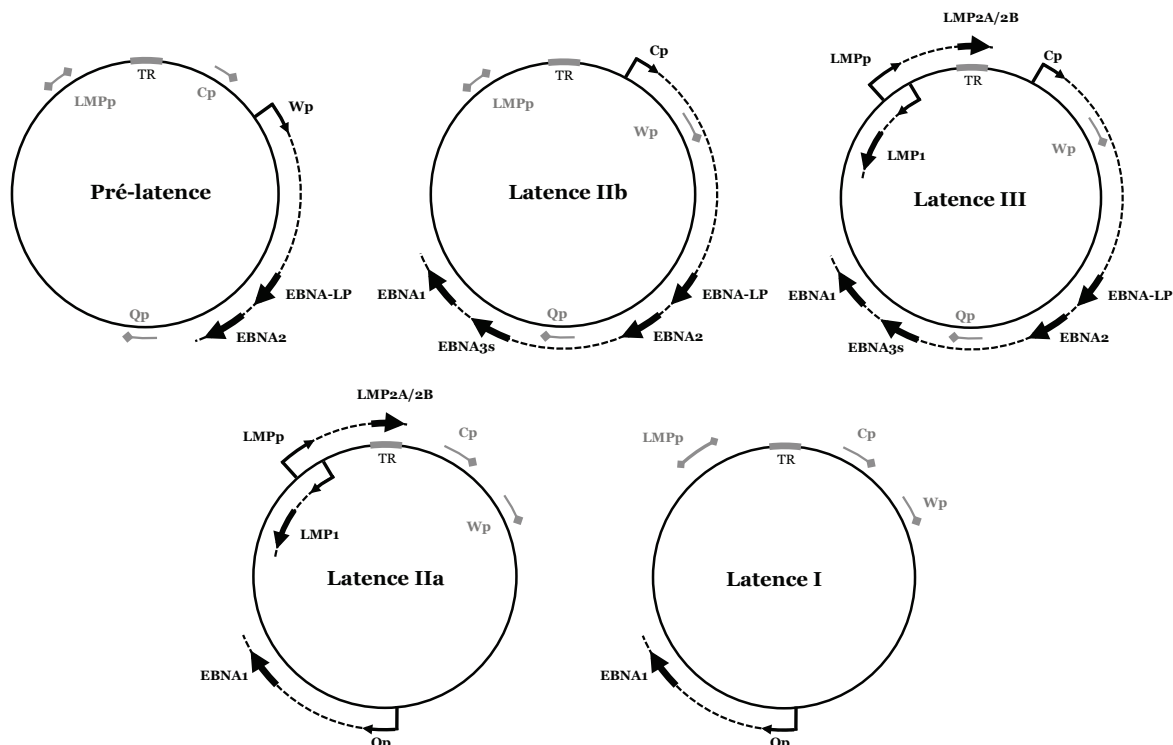 TR
LMPp
Cp
Wp
Pré-latence
EBNA-LP
Qp
EBNA2
Cp
TR
LMPp
Wp
Latence IIb
EBNA1
EBNA-LP
Qp
EBNA2
EBNA3s
LMP2A/2B
LMPp
Cp
TR
LMP1
Wp
Latence III
EBNA1
EBNA-LP
Qp
EBNA2
EBNA3s
LMP2A/2B
LMPp
Cp
TR
Wp
LMP1
Latence IIa
EBNA1
Qp
LMPp
Cp
TR
Wp
Latence I
EBNA1
Qp